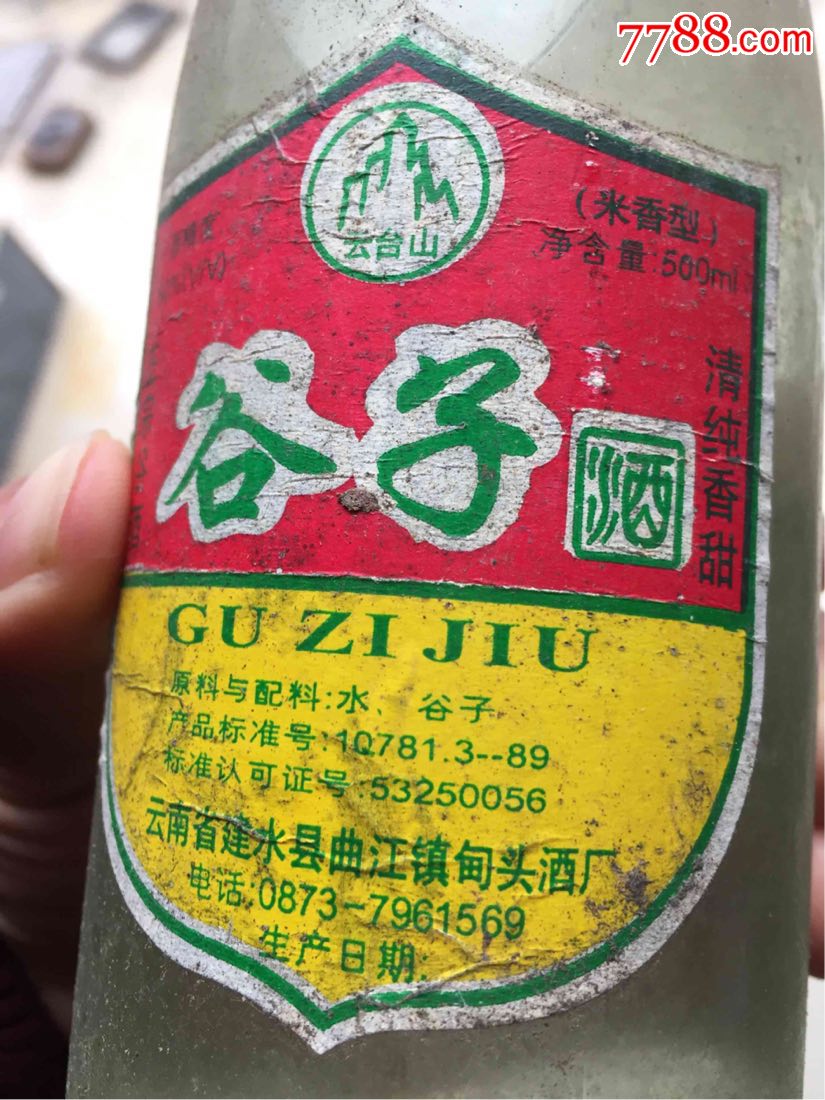 7788.com
云台山
（米香型）
净含量:500ml
谷子
酒
清纯香甜
GU ZI JIU
原料与配料:水、谷子
产品标准号:10781.3--89
标准认可证号:53250056
云南省建水县曲江镇甸头酒厂
电话:0873-7961569
生产日期: